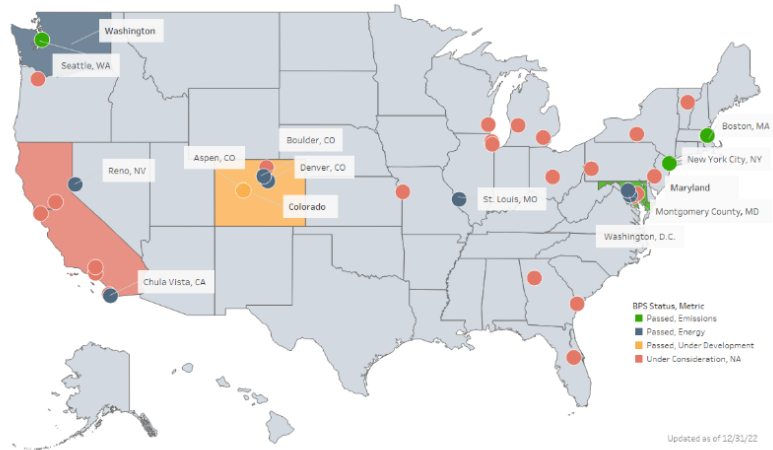 Washington
Seattle, WA
Boulder, CO
Aspen, CO
Denver, CO
Reno, NV
Colorado
St. Louis, MO
Chula Vista, CA
Boston, MA
New York City, NY
Maryland
Montgomery County, MD
Washington, D.C.
BPS Status, Metric
Passed, Emissions
Passed, Energy
Passed, Under Development
Under Consideration, NA
Updated as of 12/31/22